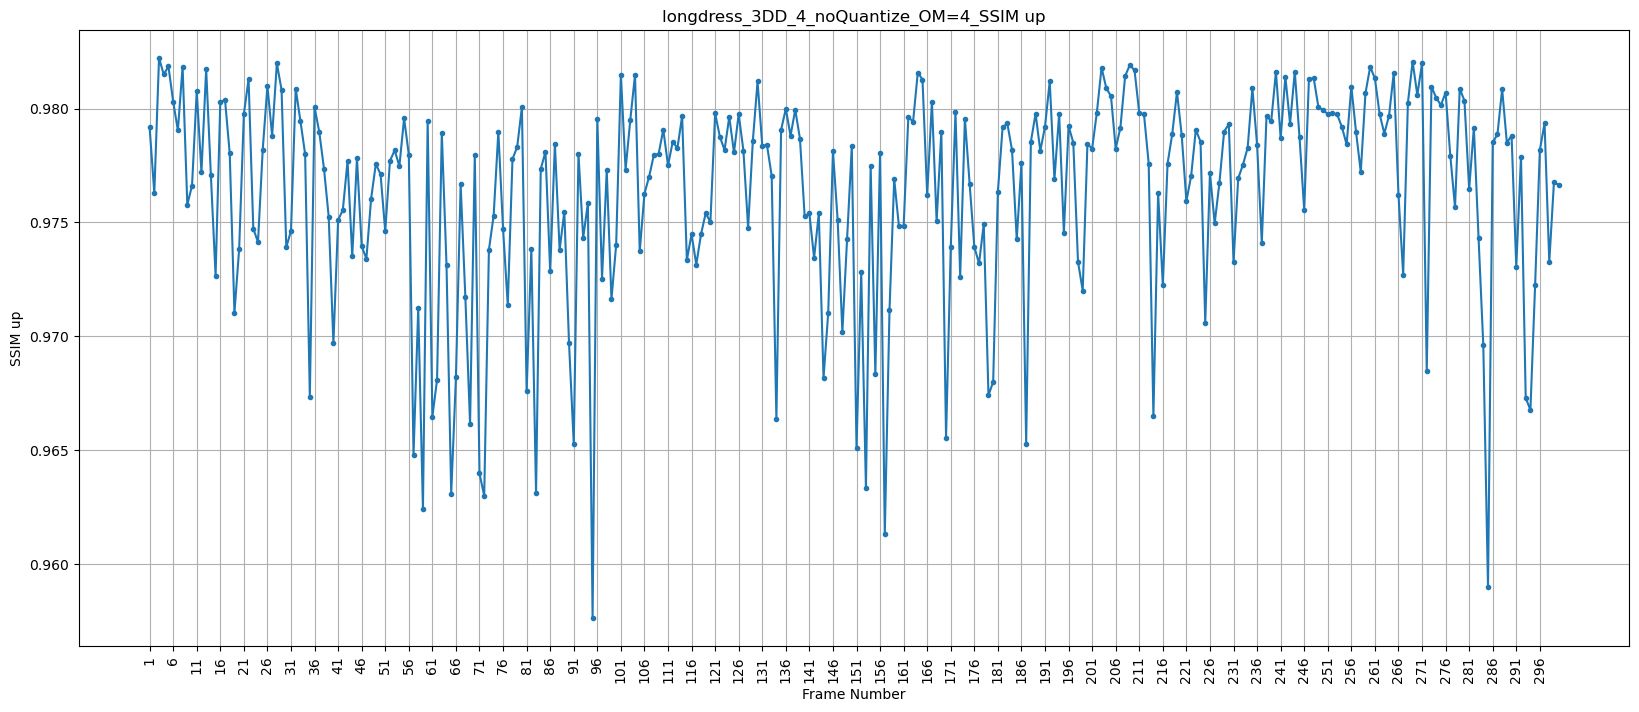 longdress_3DD_4_noQuantize_OM=4_SSIM up
SSIM up
0.980
0.975
0.970
0.965
0.960
1 6 11 16 21 26 31 36 41 46 51 56 61 66 71 76 81 86 91 96 101 106 111 116 121 126 131 136 141 146 151 156 161 166 171 176 181 186 191 196 201 206 211 216 221 226 231 236 241 246 251 256 261 266 271 276 281 286 291 296
Frame Number